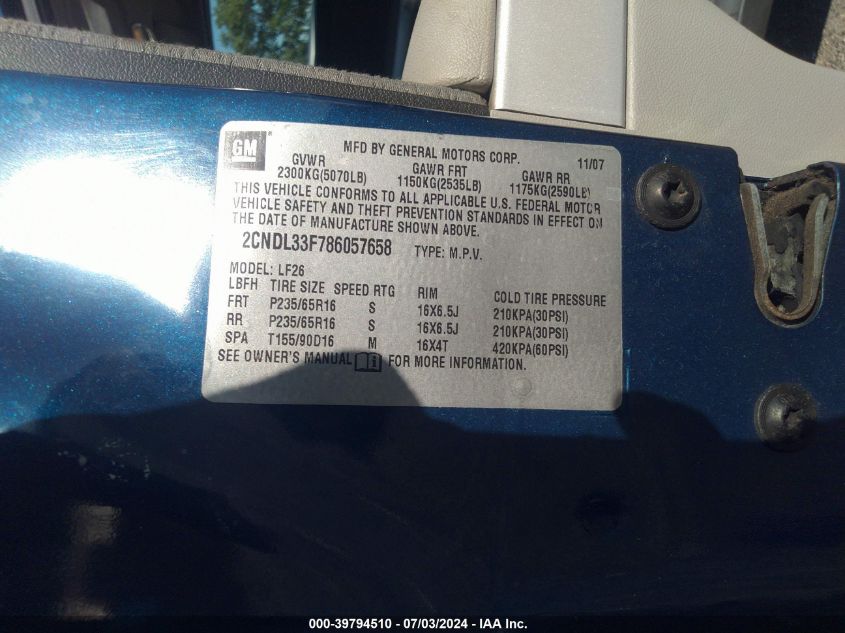 GM
MFD BY GENERAL MOTORS CORP. 11/07
GVWR GAWR FRT GAWR RR
2300KG(5070LB) 1150KG(2535LB) 1175KG(2590LB)
THIS VEHICLE CONFORMS TO ALL APPLICABLE U.S. FEDERAL MOTOR
VEHICLE SAFETY AND THEFT PREVENTION STANDARDS IN EFFECT ON
THE DATE OF MANUFACTURE SHOWN ABOVE.
2CNDL33F786057658 TYPE: M.P.V.
MODEL: LF26
LBFH TIRE SIZE SPEED RTG RIM COLD TIRE PRESSURE
FRT P235/65R16 S 16X6.5J 210KPA(30PSI)
RR P235/65R16 S 16X6.5J 210KPA(30PSI)
SPA T155/90D16 M 16X4T 420KPA(60PSI)
SEE OWNER'S MANUAL FOR MORE INFORMATION.
000-39794510 / 07/03/2024 - IAA Inc.